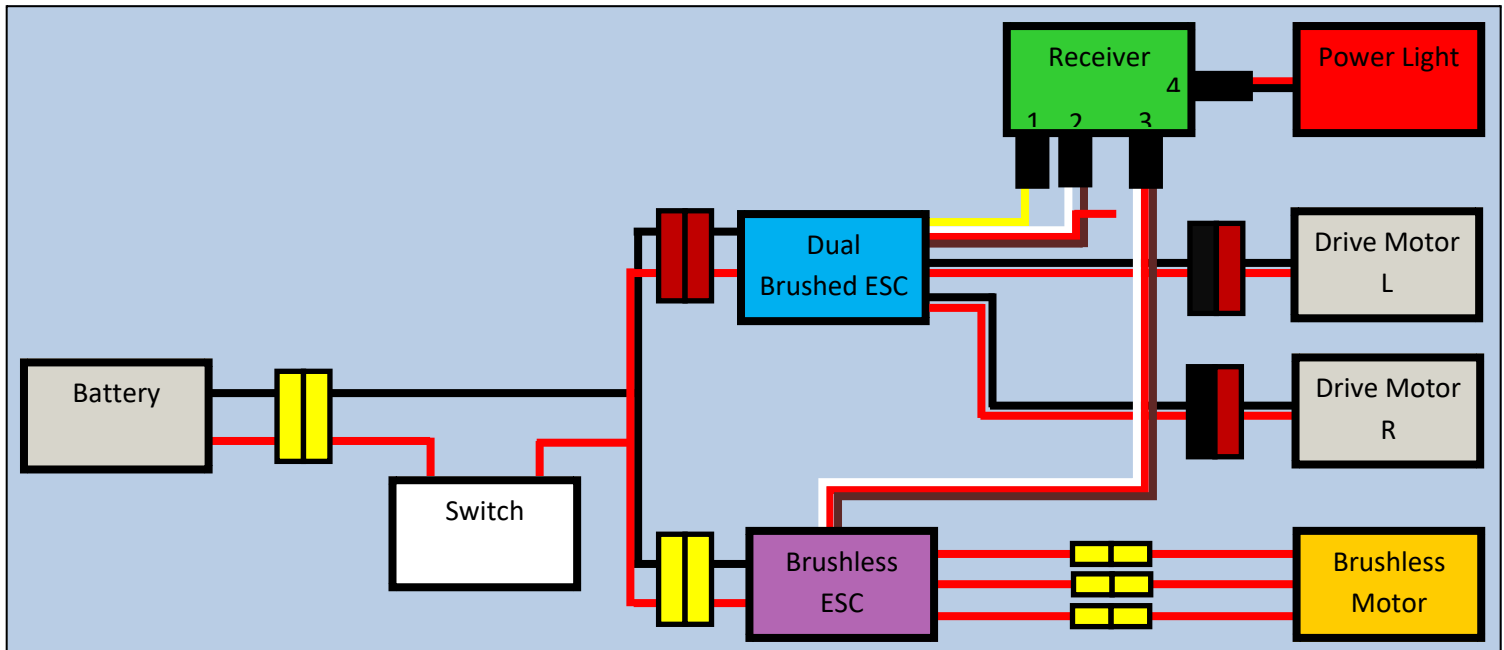 Receiver
4
1 2 3
Power Light
Dual
Brushed ESC
Drive Motor
L
Battery
Drive Motor
R
Switch
Brushless
ESC
Brushless
Motor